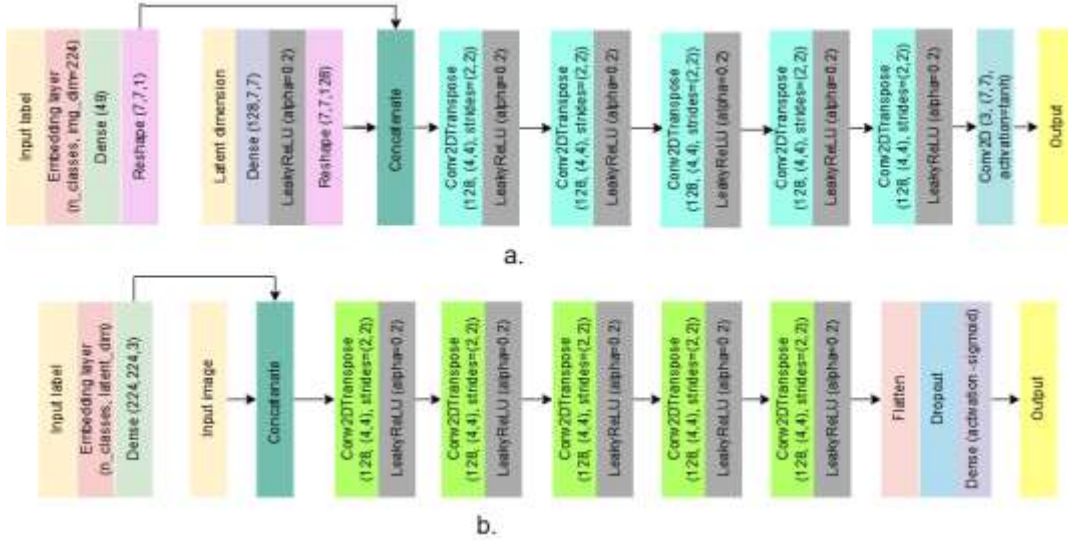 Input label
Embedding layer
(n_classes, img_dim=224)
Dense (49)
Reshape (7,7,1)
Latent dimension
Dense (128,7,7)
LeakyReLU (alpha=0.2)
Reshape (7,7,128)
Concatenate
Conv2DTranspose
(128, (4,4), strides=(2,2))
LeakyReLU (alpha=0.2)
Conv2DTranspose
(128, (4,4), strides=(2,2))
LeakyReLU (alpha=0.2)
Conv2DTranspose
(128, (4,4), strides=(2,2))
LeakyReLU (alpha=0.2)
Conv2DTranspose
(128, (4,4), strides=(2,2))
LeakyReLU (alpha=0.2)
Conv2DTranspose
(128, (4,4), strides=(2,2))
LeakyReLU (alpha=0.2)
Conv2D (3, (7,7),
activation=tanh)
Output
a.
Input label
Embedding layer
(n_classes, latent_dim)
Dense (224,224,3)
Input image
Concatenate
Conv2DTranspose
(128, (4,4), strides=(2,2))
LeakyReLU (alpha=0.2)
Conv2DTranspose
(128, (4,4), strides=(2,2))
LeakyReLU (alpha=0.2)
Conv2DTranspose
(128, (4,4), strides=(2,2))
LeakyReLU (alpha=0.2)
Conv2DTranspose
(128, (4,4), strides=(2,2))
LeakyReLU (alpha=0.2)
Conv2DTranspose
(128, (4,4), strides=(2,2))
LeakyReLU (alpha=0.2)
Flatten
Dropout
Dense (activation -sigmoid)
Output
b.